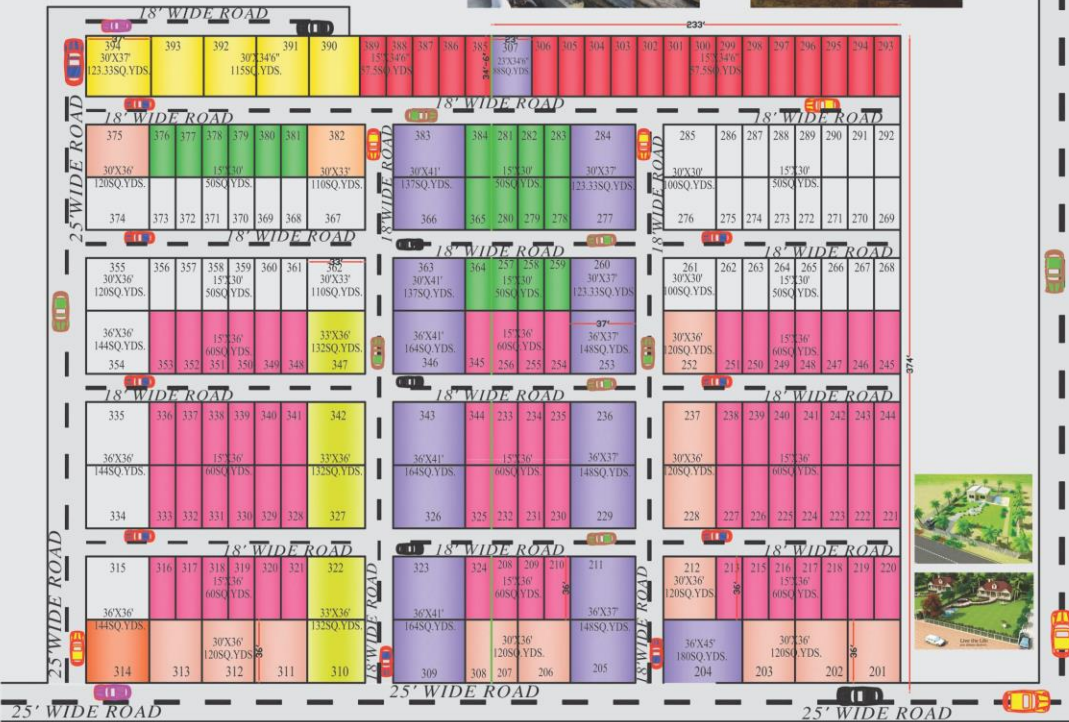 18' WIDE ROAD
233'
37'
23'
394 393 392 391 390 389 388 387 386 385 307 306 305 304 303 302 301 300 299 298 297 296 295 294 293
30'X37' 30'X34'6" 15'X34'6" 23'X34'6" 15'X34'6"
123.33SQ.YDS. 115SQ.YDS. 57.5SQ.YDS. 88SQ.YDS. 57.5SQ.YDS.
34'-6"
18' WIDE ROAD 18' WIDE ROAD 18' WIDE ROAD
25'WIDE ROAD
375 376 377 378 379 380 381 382
30'X36' 15'X30' 30'X33'
120SQ.YDS. 50SQ.YDS. 110SQ.YDS.
374 373 372 371 370 369 368 367
18'WIDE ROAD
383 384 281 282 283 284
30'X41' 15'X30' 30'X37'
137SQ.YDS. 50SQ.YDS. 123.33SQ.YDS.
366 365 280 279 278 277
18'WIDE ROAD
285 286 287 288 289 290 291 292
30'X30' 15'X30'
100SQ.YDS. 50SQ.YDS.
276 275 274 273 272 271 270 269
18' WIDE ROAD 18' WIDE ROAD 18' WIDE ROAD
355 356 357 358 359 360 361 362
33'
30'X36' 15'X30' 30'X33'
120SQ.YDS. 50SQ.YDS. 110SQ.YDS.
36'X36' 15'X36' 33'X36'
144SQ.YDS. 60SQ.YDS. 132SQ.YDS.
354 353 352 351 350 349 348 347
363 364 257 258 259 260
30'X41' 15'X30' 30'X37'
137SQ.YDS. 50SQ.YDS. 123.33SQ.YDS.
37'
36'X41' 15'X36' 36'X37'
164SQ.YDS. 60SQ.YDS. 148SQ.YDS.
346 345 256 255 254 253
261 262 263 264 265 266 267 268
30'X30' 15'X30'
100SQ.YDS. 50SQ.YDS.
30'X36' 15'X36'
120SQ.YDS. 60SQ.YDS.
252 251 250 249 248 247 246 245
374'
18' WIDE ROAD 18' WIDE ROAD 18' WIDE ROAD
335 336 337 338 339 340 341 342
36'X36' 15'X36' 33'X36'
144SQ.YDS. 60SQ.YDS. 132SQ.YDS.
334 333 332 331 330 329 328 327
343 344 233 234 235 236
36'X41' 15'X36' 36'X37'
164SQ.YDS. 60SQ.YDS. 148SQ.YDS.
326 325 232 231 230 229
237 238 239 240 241 242 243 244
30'X36' 15'X36'
120SQ.YDS. 60SQ.YDS.
228 227 226 225 224 223 222 221
18' WIDE ROAD 18' WIDE ROAD 18' WIDE ROAD
25'WIDE ROAD
315 316 317 318 319 320 321 322
36'X36' 15'X36' 33'X36'
144SQ.YDS. 60SQ.YDS. 132SQ.YDS.
30'X36'
120SQ.YDS.
36'
314 313 312 311 310
18'WIDE ROAD
323 324 208 209 210 211
36'X41' 15'X36' 36' 36'X37'
164SQ.YDS. 60SQ.YDS. 148SQ.YDS.
30'X36'
120SQ.YDS.
309 308 207 206 205
18'WIDE ROAD
212 213 215 216 217 218 219 220
30'X36' 36' 15'X36'
120SQ.YDS. 60SQ.YDS.
36'X45' 30'X36' 36'
180SQ.YDS. 120SQ.YDS.
204 203 202 201
25' WIDE ROAD
25' WIDE ROAD 25' WIDE ROAD
Live the Life